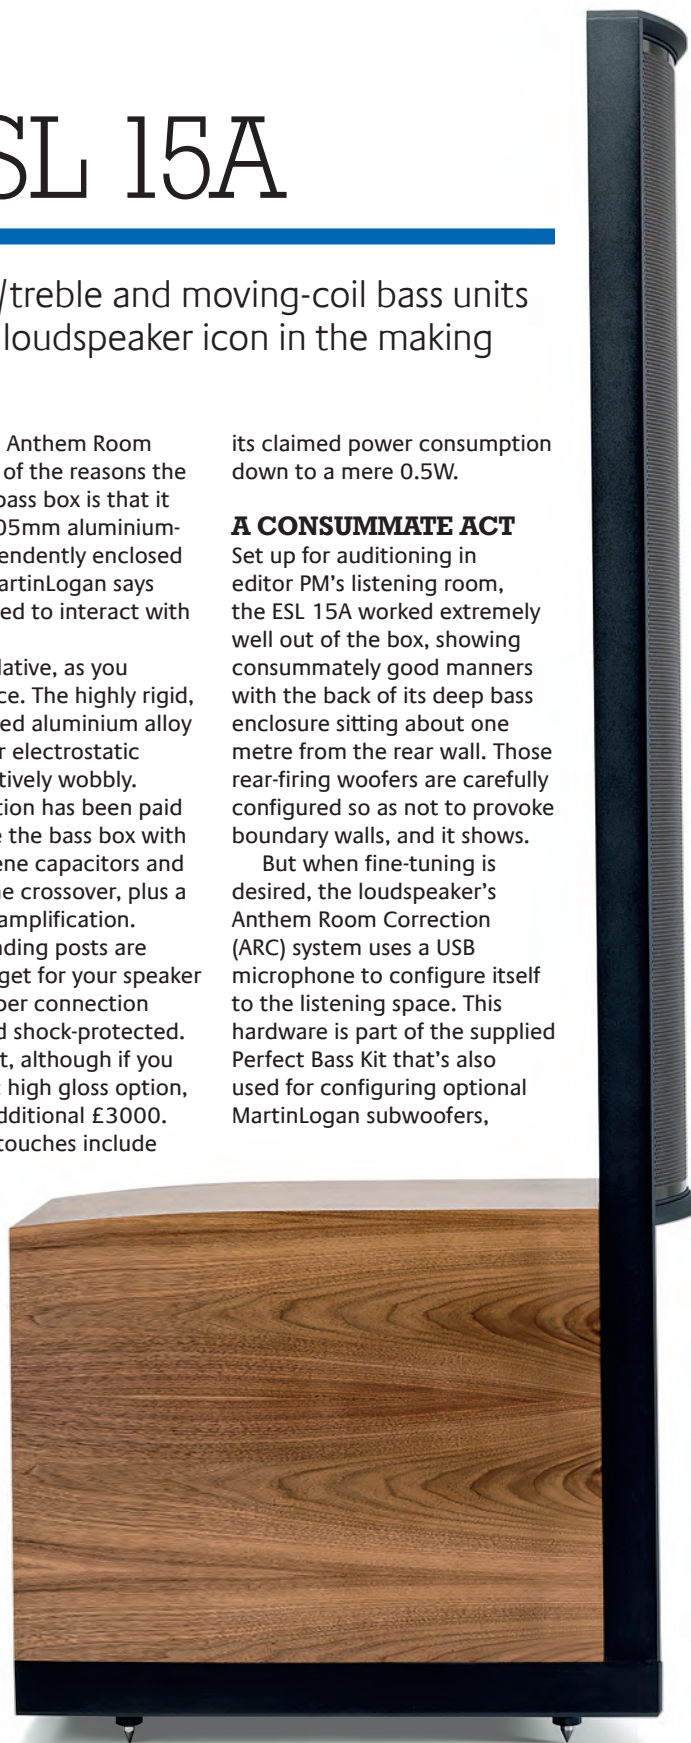 SL 15A
/treble and moving-coil bass units
loudspeaker icon in the making
Anthem Room
of the reasons the
bass box is that it
05mm aluminium-
endently enclosed
artinLogan says
ed to interact with
lative, as you
ce. The highly rigid,
ed aluminium alloy
r electrostatic
tively wobbly.
tion has been paid
e the bass box with
ene capacitors and
ne crossover, plus a
amplification.
nding posts are
get for your speaker
per connection
d shock-protected.
t, although if you
high gloss option,
dditional £3000.
touches include
its claimed power consumption
down to a mere 0.5W.
A CONSUMMATE ACT
Set up for auditioning in
editor PM's listening room,
the ESL 15A worked extremely
well out of the box, showing
consummately good manners
with the back of its deep bass
enclosure sitting about one
metre from the rear wall. Those
rear-firing woofers are carefully
configured so as not to provoke
boundary walls, and it shows.
But when fine-tuning is
desired, the loudspeaker's
Anthem Room Correction
(ARC) system uses a USB
microphone to configure itself
to the listening space. This
hardware is part of the supplied
Perfect Bass Kit that's also
used for configuring optional
MartinLogan subwoofers,